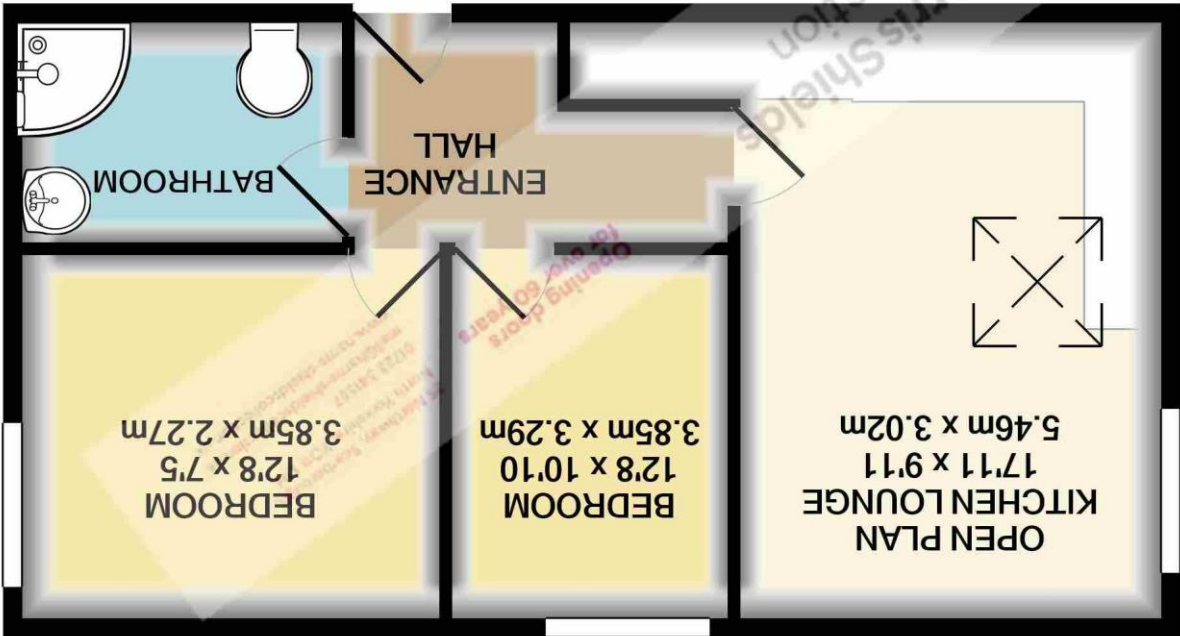 OPEN PLAN
KITCHEN LOUNGE
17'11 x 9'11
5.46m x 3.02m
BEDROOM
12'8 x 10'10
3.85m x 3.29m
BEDROOM
12'8 x 7'5
3.85m x 2.27m
ENTRANCE
HALL
BATHROOM
Opening doors
for over 60 years
Shields